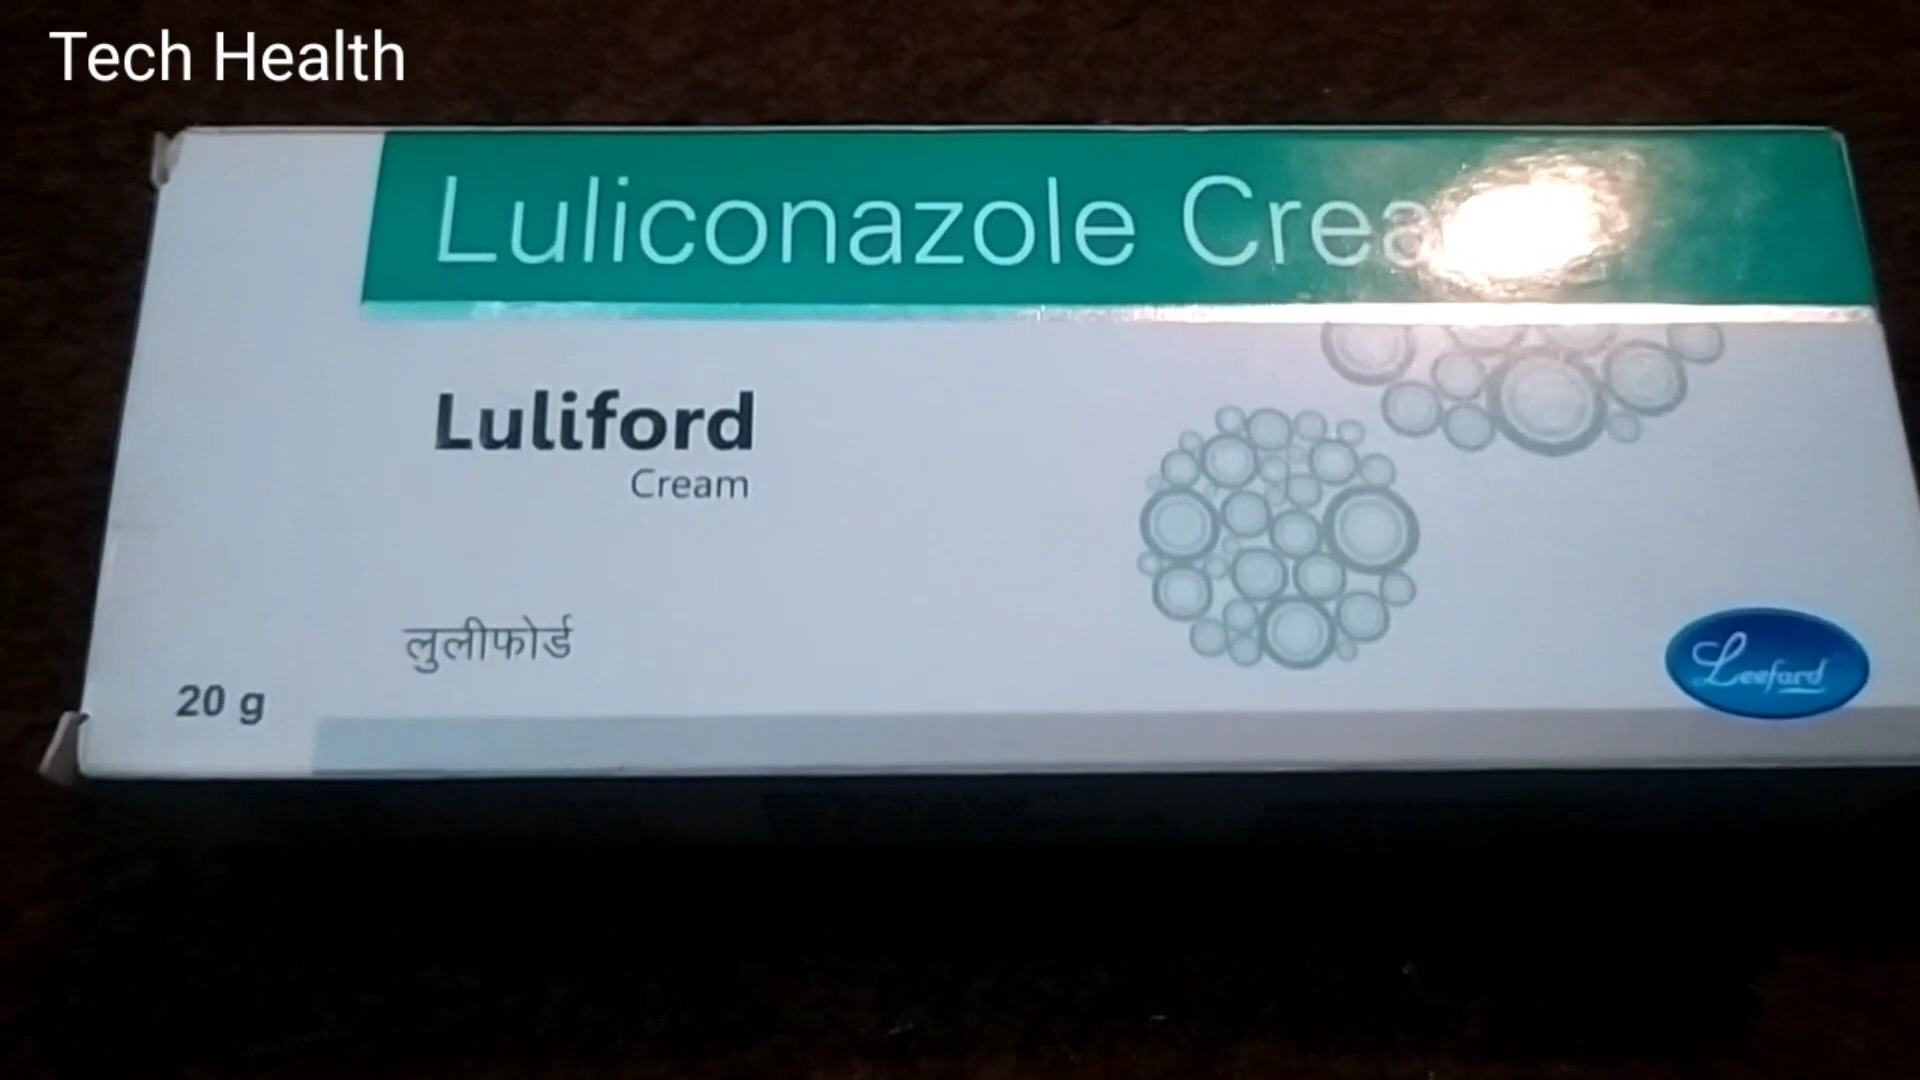 Tech Health
Luliconazole Crea
Luliford
Cream
लुलीफोर्ड
20 g
Leeford